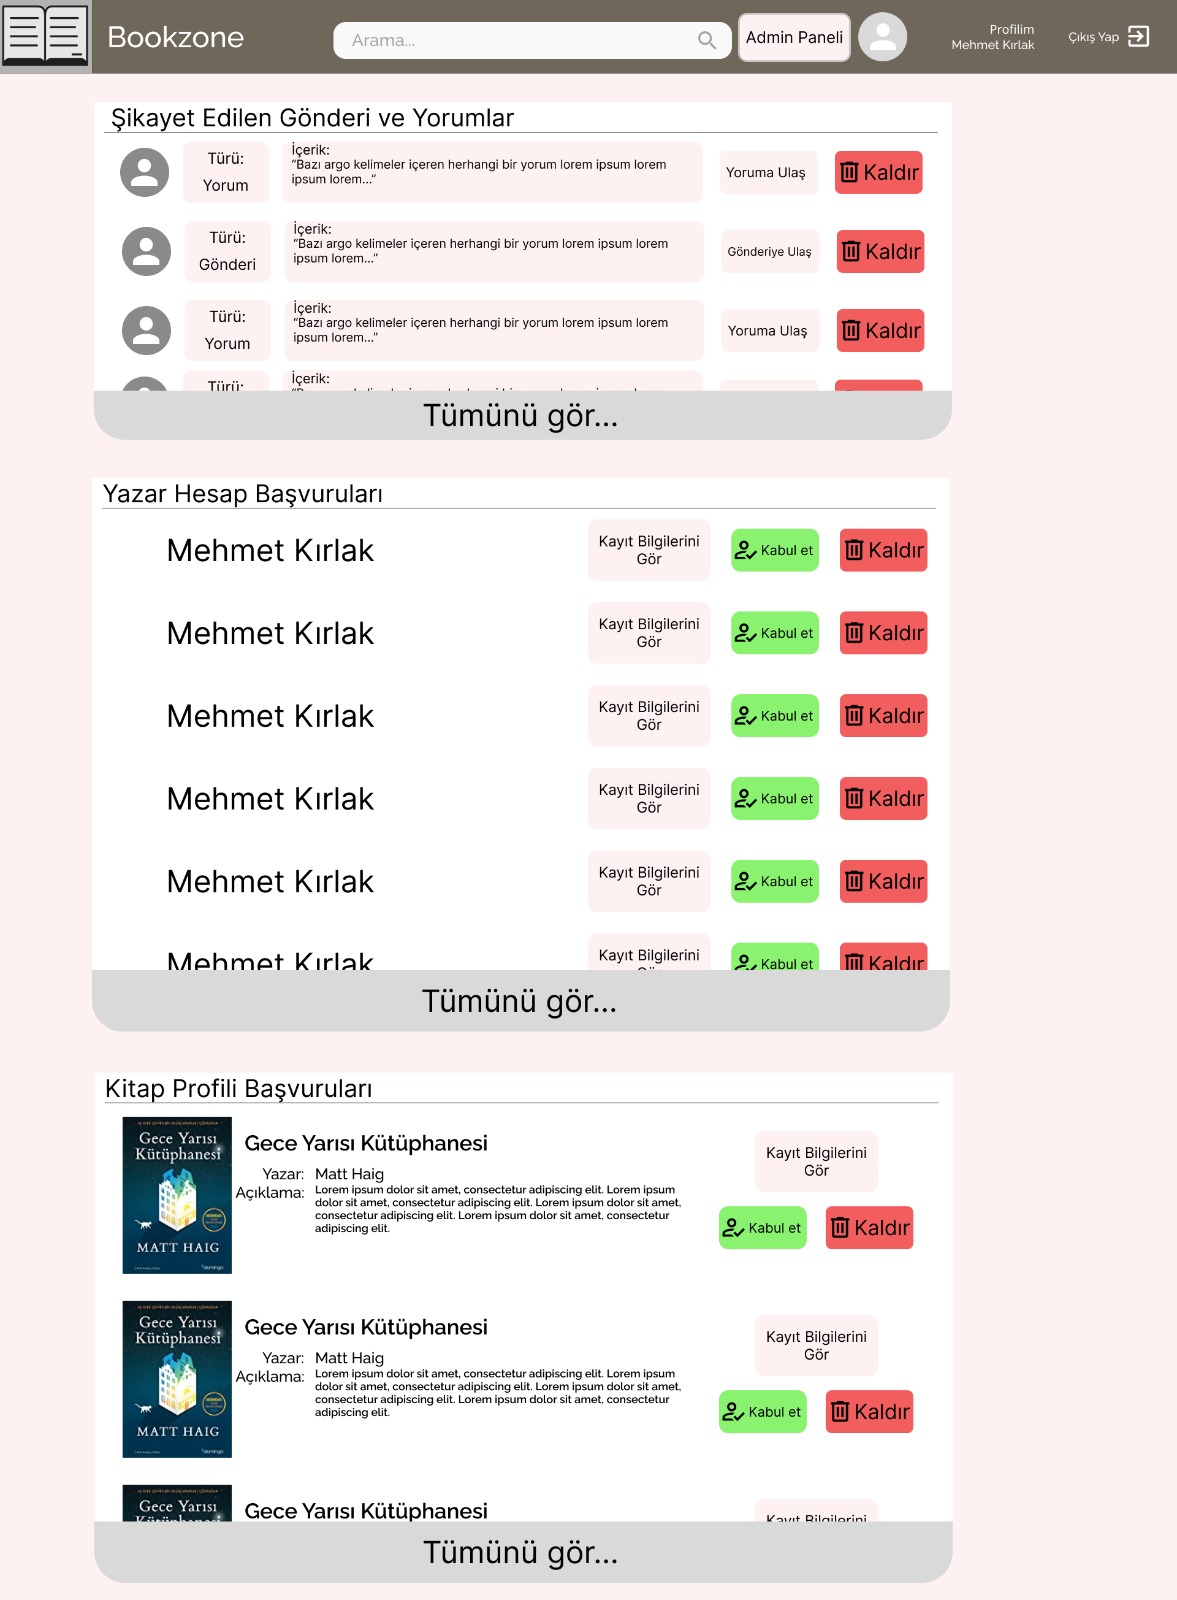 Bookzone
Arama...
Admin Paneli
Profilim
Mehmet Kırlak
Çıkış Yap
Şikayet Edilen Gönderi ve Yorumlar
Türü:
Yorum
İçerik:
“Bazı argo kelimeler içeren herhangi bir yorum lorem ipsum lorem
ipsum lorem...”
Yoruma Ulaş
Kaldır
Türü:
Gönderi
İçerik:
“Bazı argo kelimeler içeren herhangi bir yorum lorem ipsum lorem
ipsum lorem...”
Gönderiye Ulaş
Kaldır
Türü:
Yorum
İçerik:
“Bazı argo kelimeler içeren herhangi bir yorum lorem ipsum lorem
ipsum lorem...”
Yoruma Ulaş
Kaldır
Türü:
İçerik:
Tümünü gör...
Yazar Hesap Başvuruları
Mehmet Kırlak
Kayıt Bilgilerini
Gör
Kabul et
Kaldır
Mehmet Kırlak
Kayıt Bilgilerini
Gör
Kabul et
Kaldır
Mehmet Kırlak
Kayıt Bilgilerini
Gör
Kabul et
Kaldır
Mehmet Kırlak
Kayıt Bilgilerini
Gör
Kabul et
Kaldır
Mehmet Kırlak
Kayıt Bilgilerini
Gör
Kabul et
Kaldır
Mehmet Kırlak
Kayıt Bilgilerini
Kabul et
Kaldır
Tümünü gör...
Kitap Profili Başvuruları
Gece Yarısı
Kütüphanesi
MATT HAIG
domingo
Gece Yarısı Kütüphanesi
Yazar: Matt Haig
Açıklama: Lorem ipsum dolor sit amet, consectetur adipiscing elit. Lorem ipsum
dolor sit amet, consectetur adipiscing elit. Lorem ipsum dolor sit amet,
consectetur adipiscing elit. Lorem ipsum dolor sit amet, consectetur
adipiscing elit.
Kayıt Bilgilerini
Gör
Kabul et
Kaldır
Gece Yarısı
Kütüphanesi
MATT HAIG
domingo
Gece Yarısı Kütüphanesi
Yazar: Matt Haig
Açıklama: Lorem ipsum dolor sit amet, consectetur adipiscing elit. Lorem ipsum
dolor sit amet, consectetur adipiscing elit. Lorem ipsum dolor sit amet,
consectetur adipiscing elit. Lorem ipsum dolor sit amet, consectetur
adipiscing elit.
Kayıt Bilgilerini
Gör
Kabul et
Kaldır
Gece Yarısı
Kütüphanesi
Gece Yarısı Kütüphanesi
Kayıt Bilgilerini
Tümünü gör...